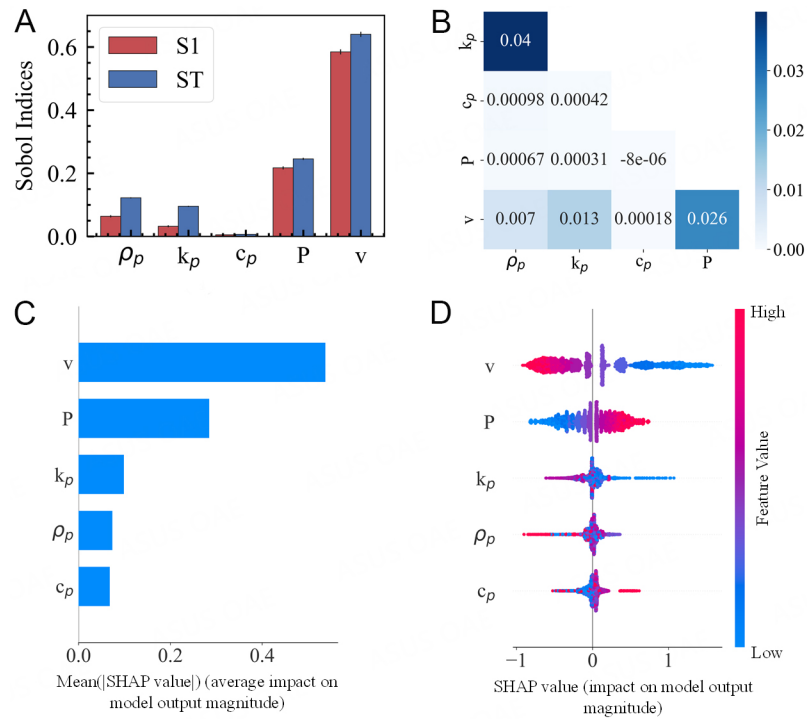 A
Sobol Indices
0.6
0.4
0.2
0.0
S1
ST
ρp
kp
cp
P
v
B
kp
cp
P
v
0.04
0.00098 0.00042
0.00067 0.00031 -8e-06
0.007 0.013 0.00018 0.026
ρp kp cp P
0.03
0.02
0.01
0.00
C
v
P
kp
ρp
cp
0.0 0.2 0.4
Mean(|SHAP value|) (average impact on
model output magnitude)
D
v
P
kp
ρp
cp
−1 0 1
SHAP value (impact on model output
magnitude)
High
Feature Value
Low